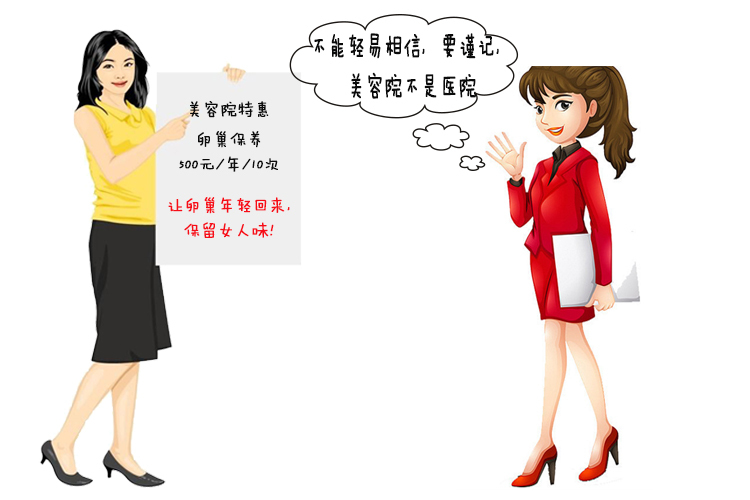 美容院特惠
卵巢保养
500元/年/10次
让卵巢年轻回来,
保留女人味!
不能轻易相信, 要谨记,
美容院不是医院